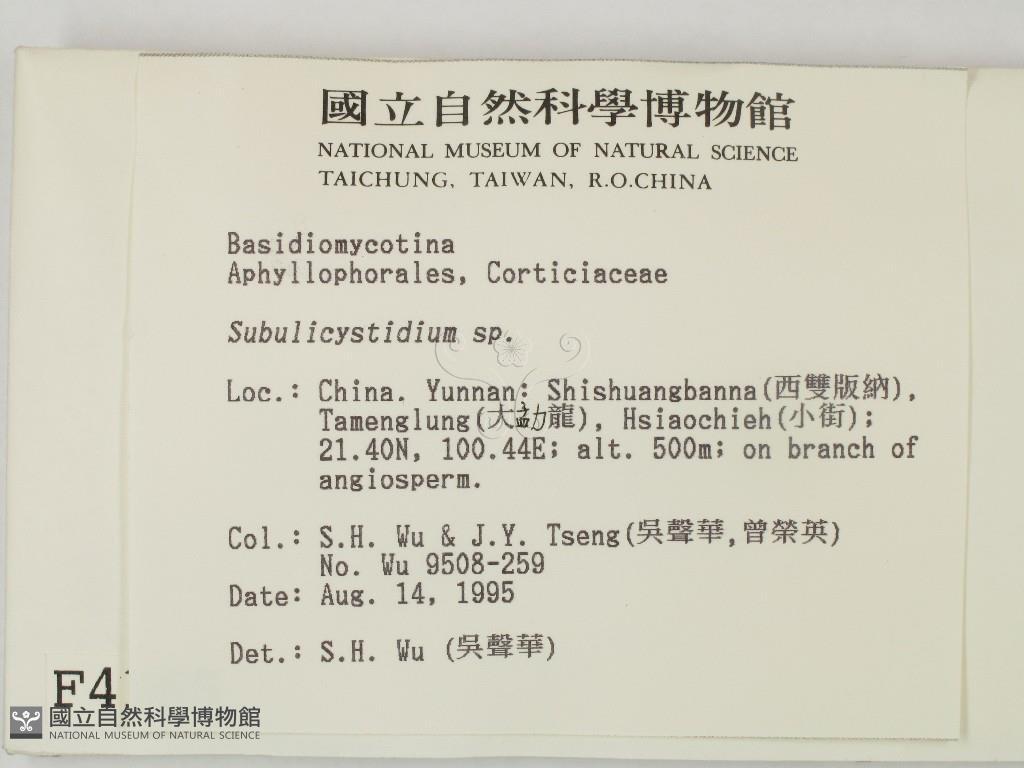 國立自然科學博物館
NATIONAL MUSEUM OF NATURAL SCIENCE
TAICHUNG, TAIWAN, R.O.CHINA
Basidiomycotina
Aphyllophorales, Corticiaceae
Subulicystidium sp.
Loc.: China. Yunnan: Shishuangbanna(西雙版納),
Tamenglung(大勐龍), Hsiaochieh(小街);
21.40N, 100.44E; alt. 500m; on branch of
angiosperm.
Col.: S.H. Wu & J.Y. Tseng(吳聲華,曾榮英)
No. Wu 9508-259
Date: Aug. 14, 1995
Det.: S.H. Wu (吳聲華)
F4
國立自然科學博物館
NATIONAL MUSEUM OF NATURAL SCIENCE